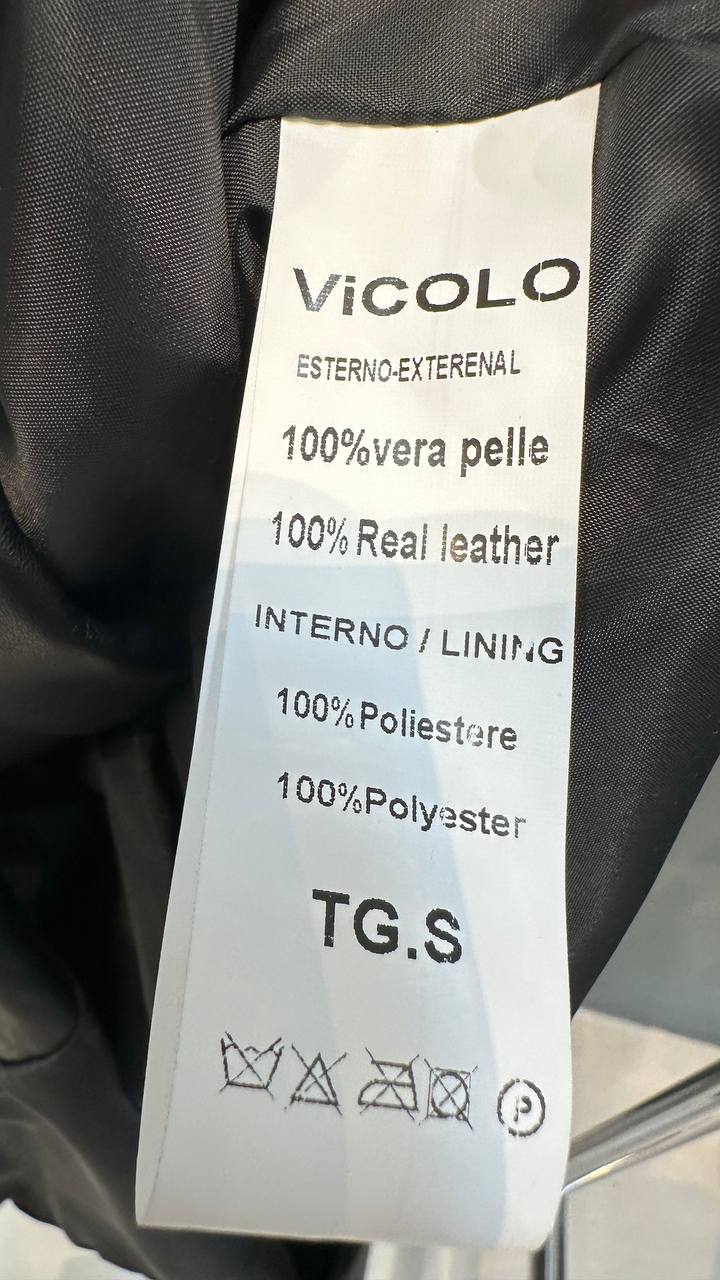 ViCOLO
ESTERNO-EXTERENAL
100%vera pelle
100% Real leather
INTERNO / LINING
100% Poliestere
100%Polyester
TG.S
P